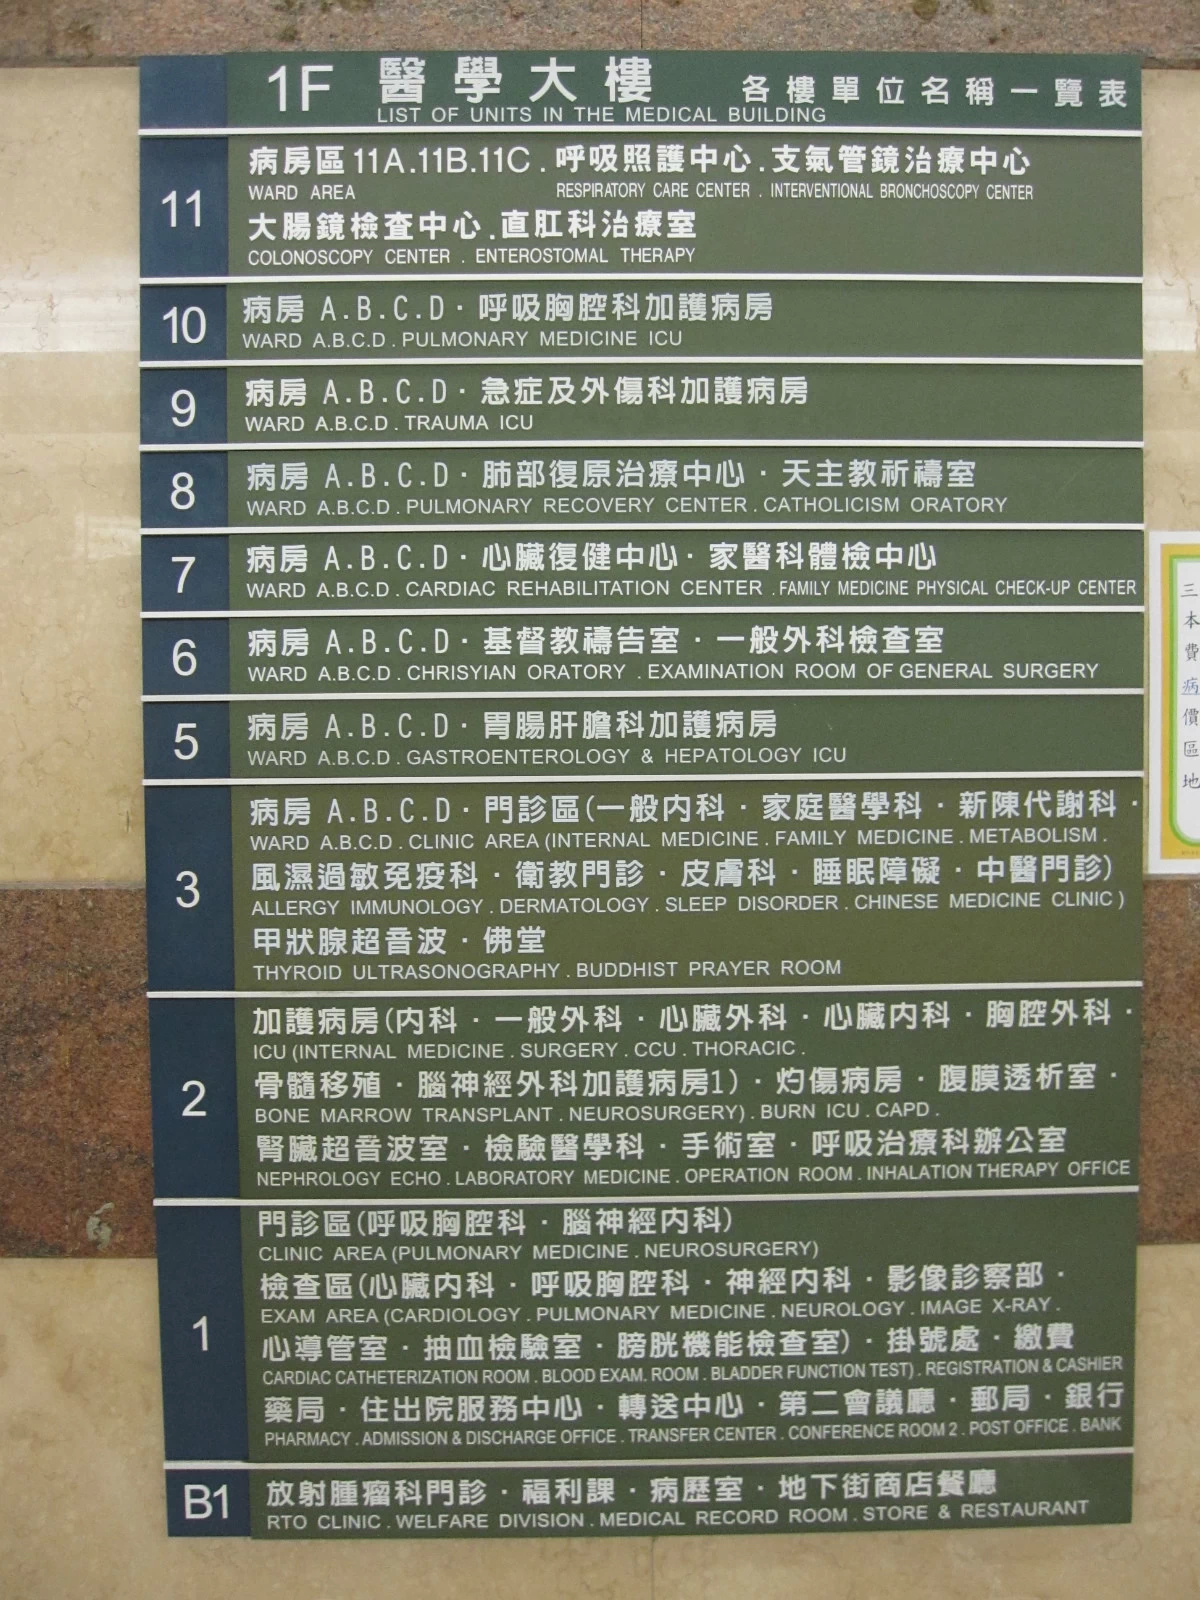 1F 醫學大樓 各樓單位名稱一覽表
LIST OF UNITS IN THE MEDICAL BUILDING
11
病房區11A.11B.11C.呼吸照護中心.支氣管鏡治療中心
WARD AREA RESPIRATORY CARE CENTER . INTERVENTIONAL BRONCHOSCOPY CENTER
大腸鏡檢查中心.直肛科治療室
COLONOSCOPY CENTER . ENTEROSTOMAL THERAPY
10
病房 A.B.C.D·呼吸胸腔科加護病房
WARD A.B.C.D . PULMONARY MEDICINE ICU
9
病房 A.B.C.D·急症及外傷科加護病房
WARD A.B.C.D . TRAUMA ICU
8
病房 A.B.C.D·肺部復原治療中心·天主教祈禱室
WARD A.B.C.D . PULMONARY RECOVERY CENTER . CATHOLICISM ORATORY
7
病房 A.B.C.D·心臟復健中心·家醫科體檢中心
WARD A.B.C.D . CARDIAC REHABILITATION CENTER . FAMILY MEDICINE PHYSICAL CHECK-UP CENTER
6
病房 A.B.C.D·基督教禱告室·一般外科檢查室
WARD A.B.C.D . CHRISYIAN ORATORY . EXAMINATION ROOM OF GENERAL SURGERY
5
病房 A.B.C.D·胃腸肝膽科加護病房
WARD A.B.C.D . GASTROENTEROLOGY & HEPATOLOGY ICU
3
病房 A.B.C.D·門診區(一般內科·家庭醫學科·新陳代謝科·
WARD A.B.C.D . CLINIC AREA (INTERNAL MEDICINE . FAMILY MEDICINE . METABOLISM .
風濕過敏免疫科·衛教門診·皮膚科·睡眠障礙·中醫門診)
ALLERGY IMMUNOLOGY . DERMATOLOGY . SLEEP DISORDER . CHINESE MEDICINE CLINIC )
甲狀腺超音波·佛堂
THYROID ULTRASONOGRAPHY . BUDDHIST PRAYER ROOM
2
加護病房(內科·一般外科·心臟外科·心臟內科·胸腔外科·
ICU (INTERNAL MEDICINE . SURGERY . CCU . THORACIC .
骨髓移殖·腦神經外科加護病房1)·灼傷病房·腹膜透析室·
BONE MARROW TRANSPLANT . NEUROSURGERY) . BURN ICU . CAPD .
腎臟超音波室·檢驗醫學科·手術室·呼吸治療科辦公室
NEPHROLOGY ECHO . LABORATORY MEDICINE . OPERATION ROOM . INHALATION THERAPY OFFICE
1
門診區(呼吸胸腔科·腦神經內科)
CLINIC AREA (PULMONARY MEDICINE . NEUROSURGERY)
檢查區(心臟內科·呼吸胸腔科·神經內科·影像診察部·
EXAM AREA (CARDIOLOGY . PULMONARY MEDICINE . NEUROLOGY . IMAGE X-RAY .
心導管室·抽血檢驗室·膀胱機能檢查室)·掛號處·繳費
CARDIAC CATHETERIZATION ROOM . BLOOD EXAM. ROOM . BLADDER FUNCTION TEST) . REGISTRATION & CASHIER
藥局·住出院服務中心·轉送中心·第二會議廳·郵局·銀行
PHARMACY . ADMISSION & DISCHARGE OFFICE . TRANSFER CENTER . CONFERENCE ROOM 2 . POST OFFICE . BANK
B1
放射腫瘤科門診·福利課·病歷室·地下街商店餐廳
RTO CLINIC . WELFARE DIVISION . MEDICAL RECORD ROOM . STORE & RESTAURANT
三本費病價區地